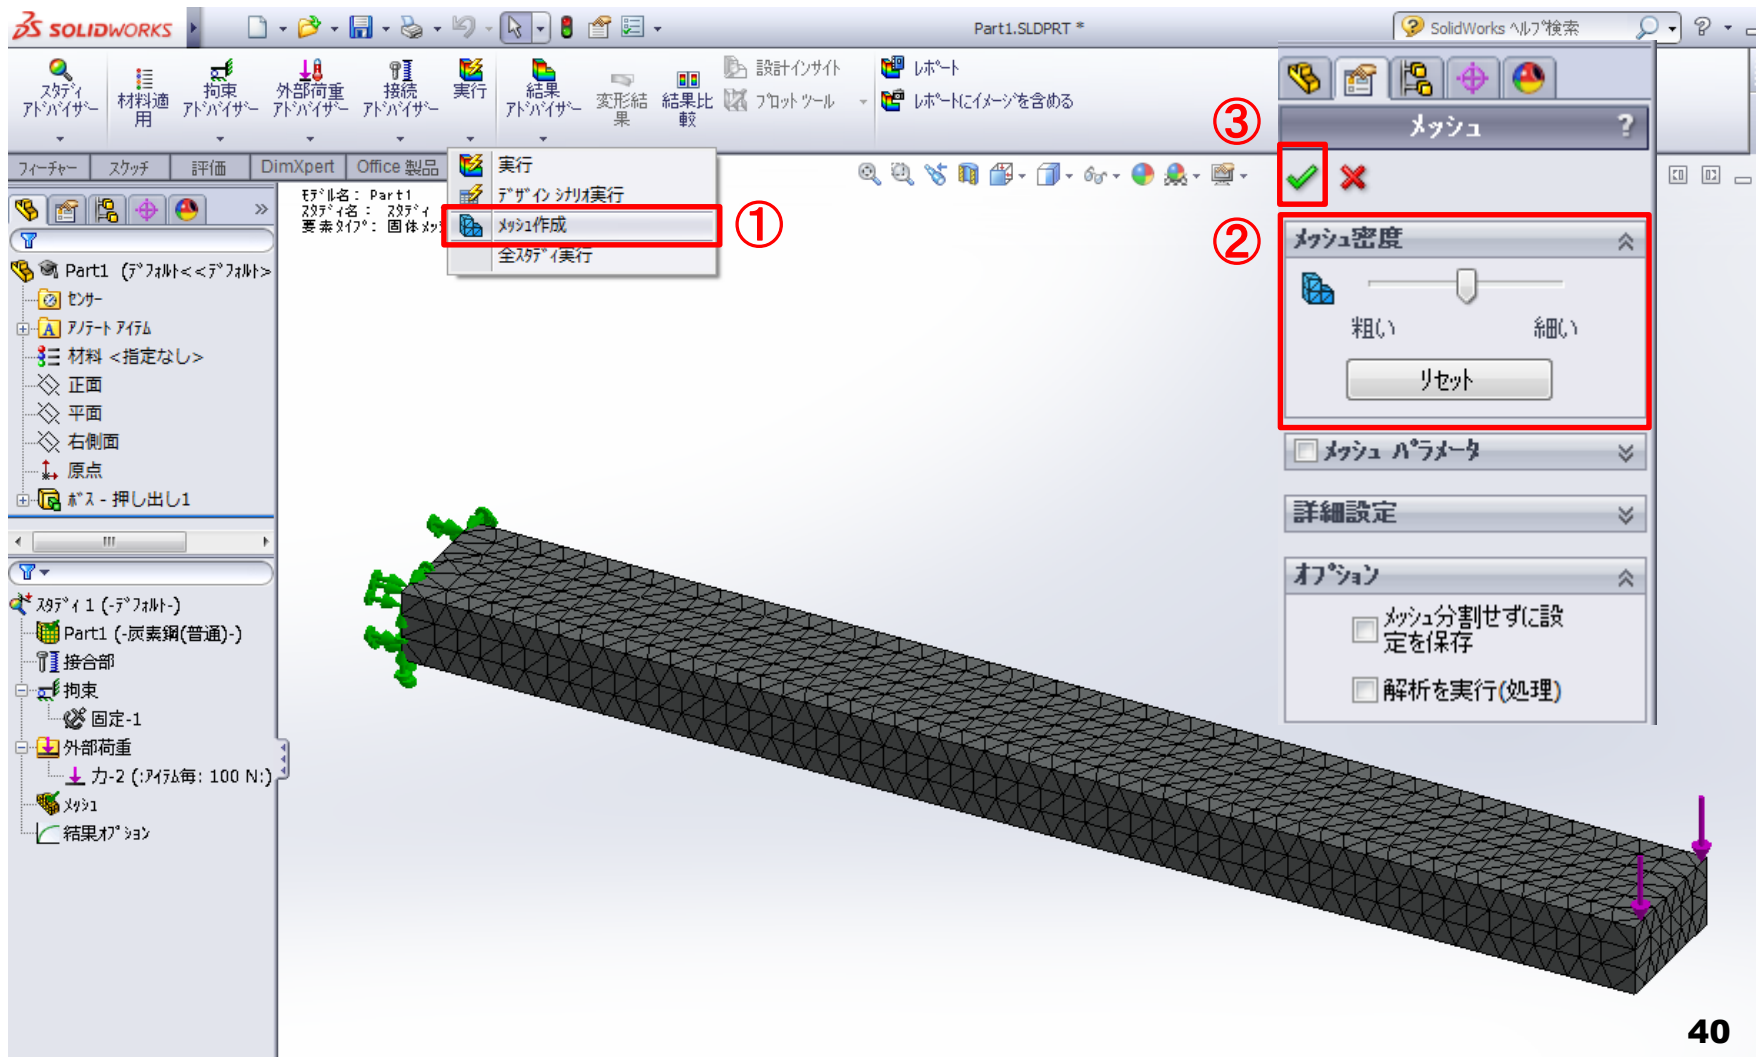 SOLIDWORKS
Part1.SLDPRT *
SolidWorks ヘルプ検索
スタディ アドバイザー
材料適用
拘束 アドバイザー
外部荷重 アドバイザー
接続 アドバイザー
実行
結果 アドバイザー
変形結果
結果比較
設計インサイト
プロット ツール
レポート
レポートにイメージを含める
フィーチャー
スケッチ
評価
DimXpert
Office 製品
実行
デザイン シナリオ実行
メッシュ作成
全スタディ実行
①
モデル名: Part1
スタディ名: スタディ
要素タイプ: 固体メッシ
Part1 (デフォルト<<デフォルト>
センサー
アノテート アイテム
材料 <指定なし>
正面
平面
右側面
原点
ボス - 押し出し1
スタディ 1 (-デフォルト-)
Part1 (-炭素鋼(普通)-)
接合部
拘束
固定-1
外部荷重
力-2 (:アイテム毎: 100 N:)
メッシュ
結果オプション
③
メッシュ
?
②
メッシュ密度
粗い
細い
リセット
メッシュ パラメータ
詳細設定
オプション
メッシュ分割せずに設
定を保存
解析を実行(処理)
40